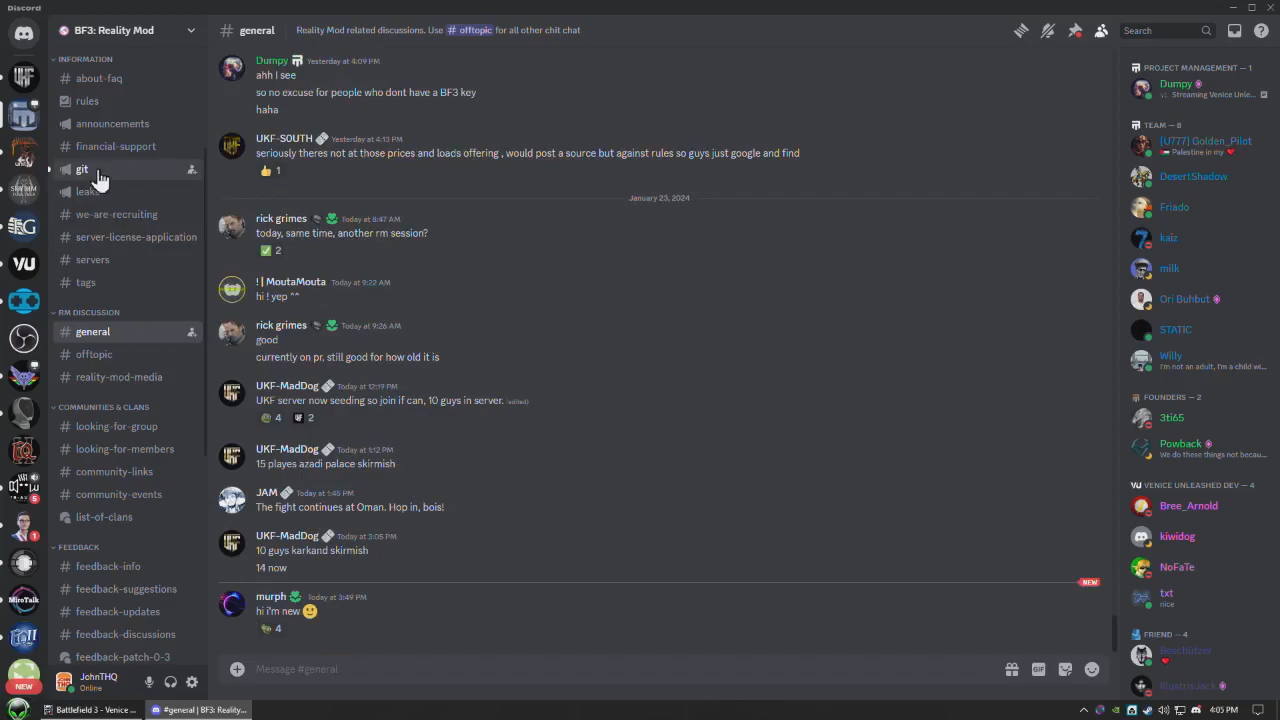 Discord
BF3: Reality Mod
general
Reality Mod related discussions. Use # offtopic for all other chit chat
Search
INFORMATION
about-faq
rules
announcements
financial-support
git
leaks
we-are-recruiting
server-license-application
servers
tags
RM DISCUSSION
general
offtopic
reality-mod-media
COMMUNITIES & CLANS
looking-for-group
looking-for-members
community-links
community-events
list-of-clans
FEEDBACK
feedback-info
feedback-suggestions
feedback-updates
feedback-discussions
feedback-patch-0-3
JohnTHQ
Online
NEW
Dumpy Yesterday at 4:09 PM
ahh I see
so no excuse for people who dont have a BF3 key
haha
UKF-S0UTH Yesterday at 4:13 PM
seriously theres not at those prices and loads offering , would post a source but against rules so guys just google and find
1
January 23, 2024
rick grimes Today at 8:47 AM
today, same time, another rm session?
2
! | MoutaMouta Today at 9:22 AM
hi ! yep ^^
rick grimes Today at 9:26 AM
good
currently on pr, still good for how old it is
UKF-MadDog Today at 12:19 PM
UKF server now seeding so join if can, 10 guys in server. (edited)
4 2
UKF-MadDog Today at 1:12 PM
15 playes azadi palace skirmish
JAM Today at 1:45 PM
The fight continues at Oman. Hop in, bois!
UKF-MadDog Today at 3:05 PM
10 guys karkand skirmish
14 now
NEW
murph Today at 3:49 PM
hi i'm new
4
Message #general
GIF
PROJECT MANAGEMENT — 1
Dumpy
Streaming Venice Unle...
TEAM — 8
[U777] Golden_Pilot
Palestine in my
DesertShadow
Friado
kaiz
milk
Ori Buhbut
STATIC
Willy
I'm not an adult, I'm a child wi...
FOUNDERS — 2
3ti65
Powback
We do these things not becau...
VENICE UNLEASHED DEV — 4
Bree_Arnold
kiwidog
NoFaTe
txt
nice
FRIEND — 4
Beschützer
IllustrisJack
Battlefield 3 - Venice ...
#general | BF3: Reality...
4:05 PM